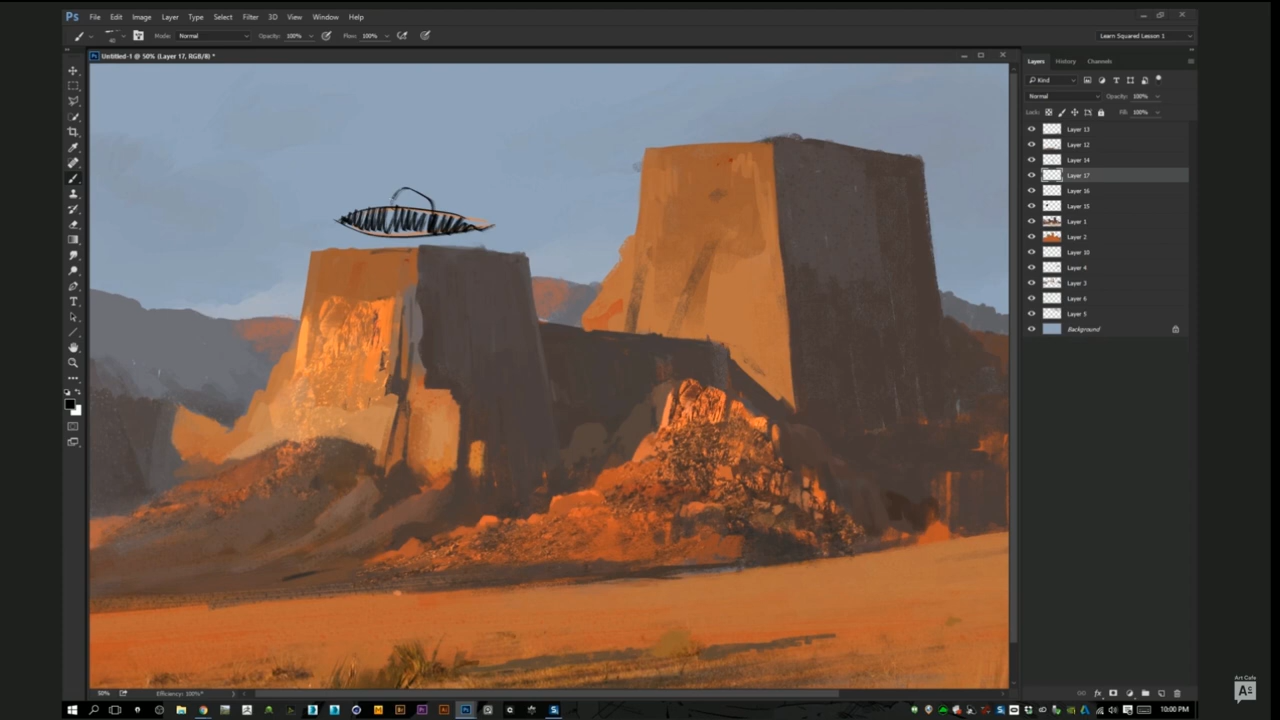 Ps File Edit Image Layer Type Select Filter 3D View Window Help
Mode: Normal Opacity: 100% Flow: 100% Learn Squared Lesson 1
Untitled-1 @ 50% (Layer 17, RGB/8) *
Layers History Channels
Kind
Normal Opacity: 100%
Lock: Fill: 100%
Layer 13
Layer 12
Layer 14
Layer 17
Layer 16
Layer 15
Layer 1
Layer 2
Layer 10
Layer 4
Layer 3
Layer 6
Layer 5
Background
50% Efficiency: 100%*
Art Cafe
AS
10:00 PM